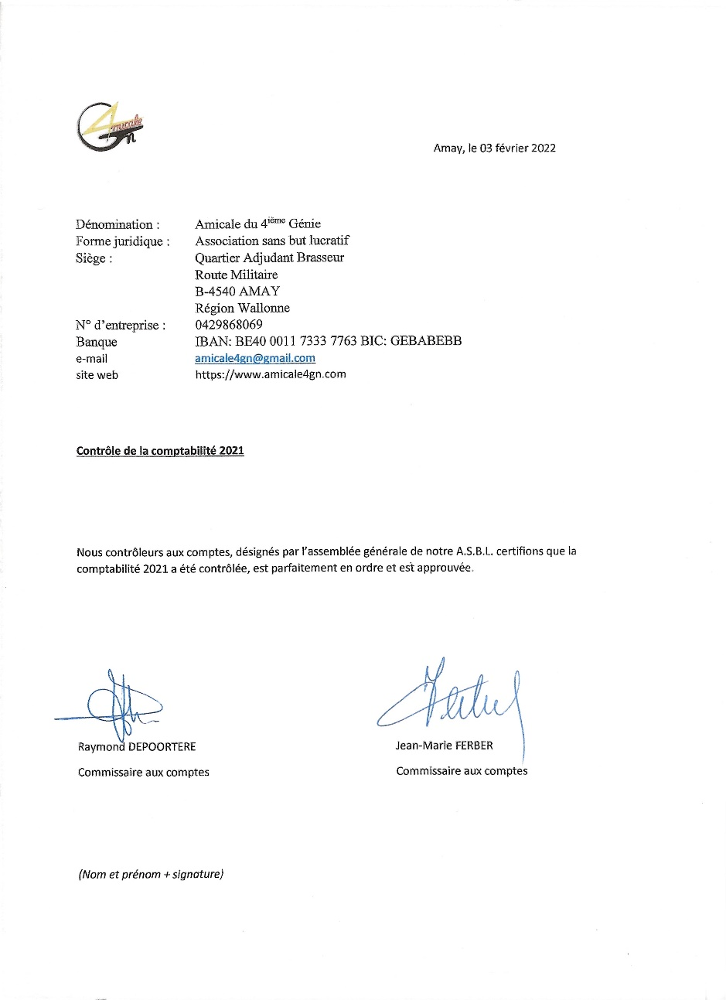 4 Amicale
Gn
Amay, le 03 février 2022
Dénomination : Amicale du 4ième Génie
Forme juridique : Association sans but lucratif
Siège : Quartier Adjudant Brasseur
Route Militaire
B-4540 AMAY
Région Wallonne
N° d'entreprise : 0429868069
Banque IBAN: BE40 0011 7333 7763 BIC: GEBABEBB
e-mail amicale4gn@gmail.com
site web https://www.amicale4gn.com
Contrôle de la comptabilité 2021
Nous contrôleurs aux comptes, désignés par l'assemblée générale de notre A.S.B.L. certifions que la
comptabilité 2021 a été contrôlée, est parfaitement en ordre et est approuvée.
Raymond DEPOORTERE Jean-Marie FERBER
Commissaire aux comptes Commissaire aux comptes
(Nom et prénom + signature)